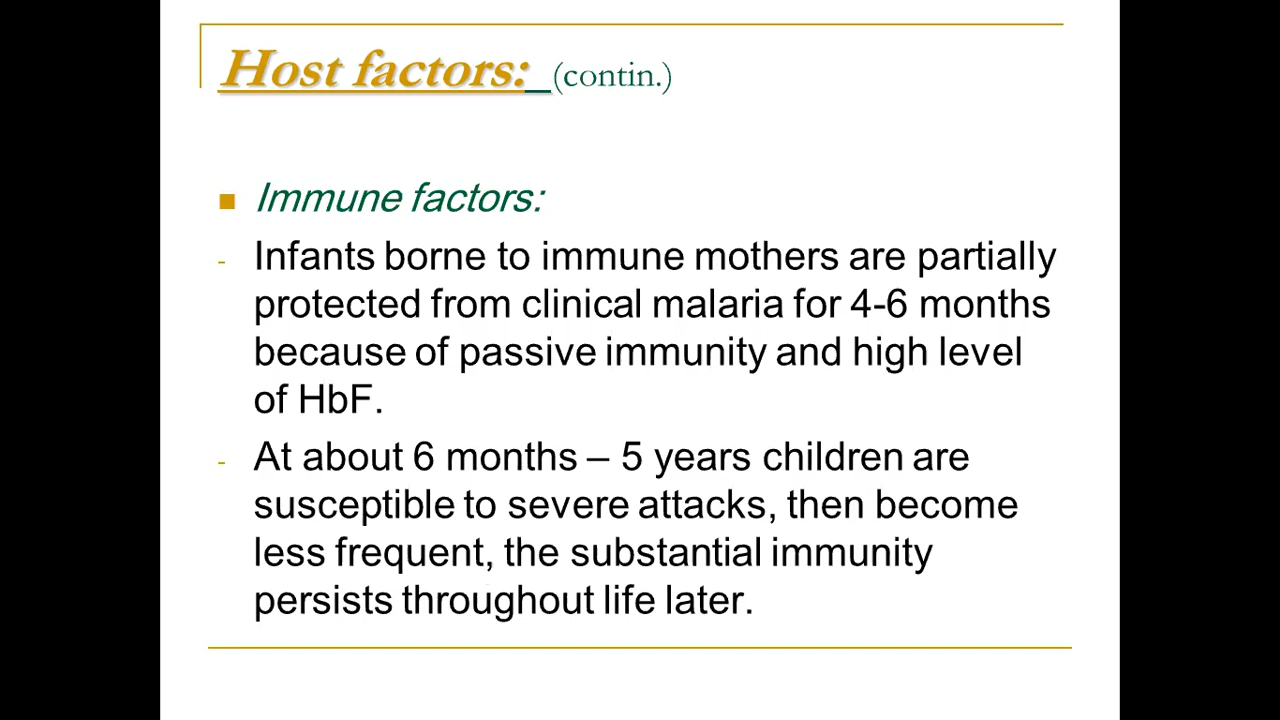 Host factors: (contin.)
Immune factors:
- Infants borne to immune mothers are partially
protected from clinical malaria for 4-6 months
because of passive immunity and high level
of HbF.
- At about 6 months – 5 years children are
susceptible to severe attacks, then become
less frequent, the substantial immunity
persists throughout life later.